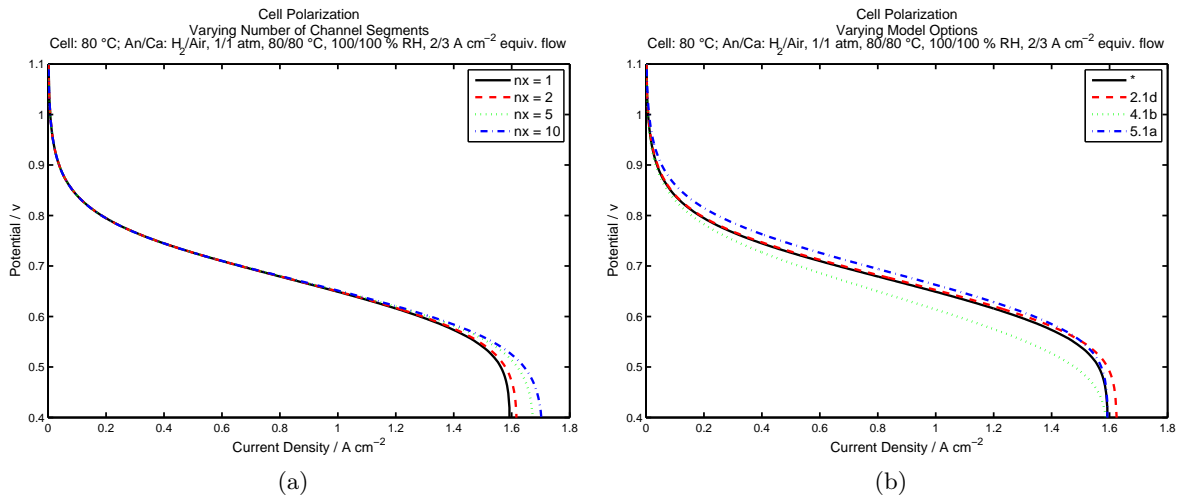 Cell Polarization
Varying Number of Channel Segments
Cell: 80 °C; An/Ca: H2/Air, 1/1 atm, 80/80 °C, 100/100 % RH, 2/3 A cm−2 equiv. flow
1.1
1
0.9
0.8
0.7
0.6
0.5
0.4
Potential / v
nx = 1
nx = 2
nx = 5
nx = 10
0 0.2 0.4 0.6 0.8 1 1.2 1.4 1.6 1.8
Current Density / A cm−2
(a)
Cell Polarization
Varying Model Options
Cell: 80 °C; An/Ca: H2/Air, 1/1 atm, 80/80 °C, 100/100 % RH, 2/3 A cm−2 equiv. flow
1.1
1
0.9
0.8
0.7
0.6
0.5
0.4
Potential / v
*
2.1d
4.1b
5.1a
0 0.2 0.4 0.6 0.8 1 1.2 1.4 1.6 1.8
Current Density / A cm−2
(b)